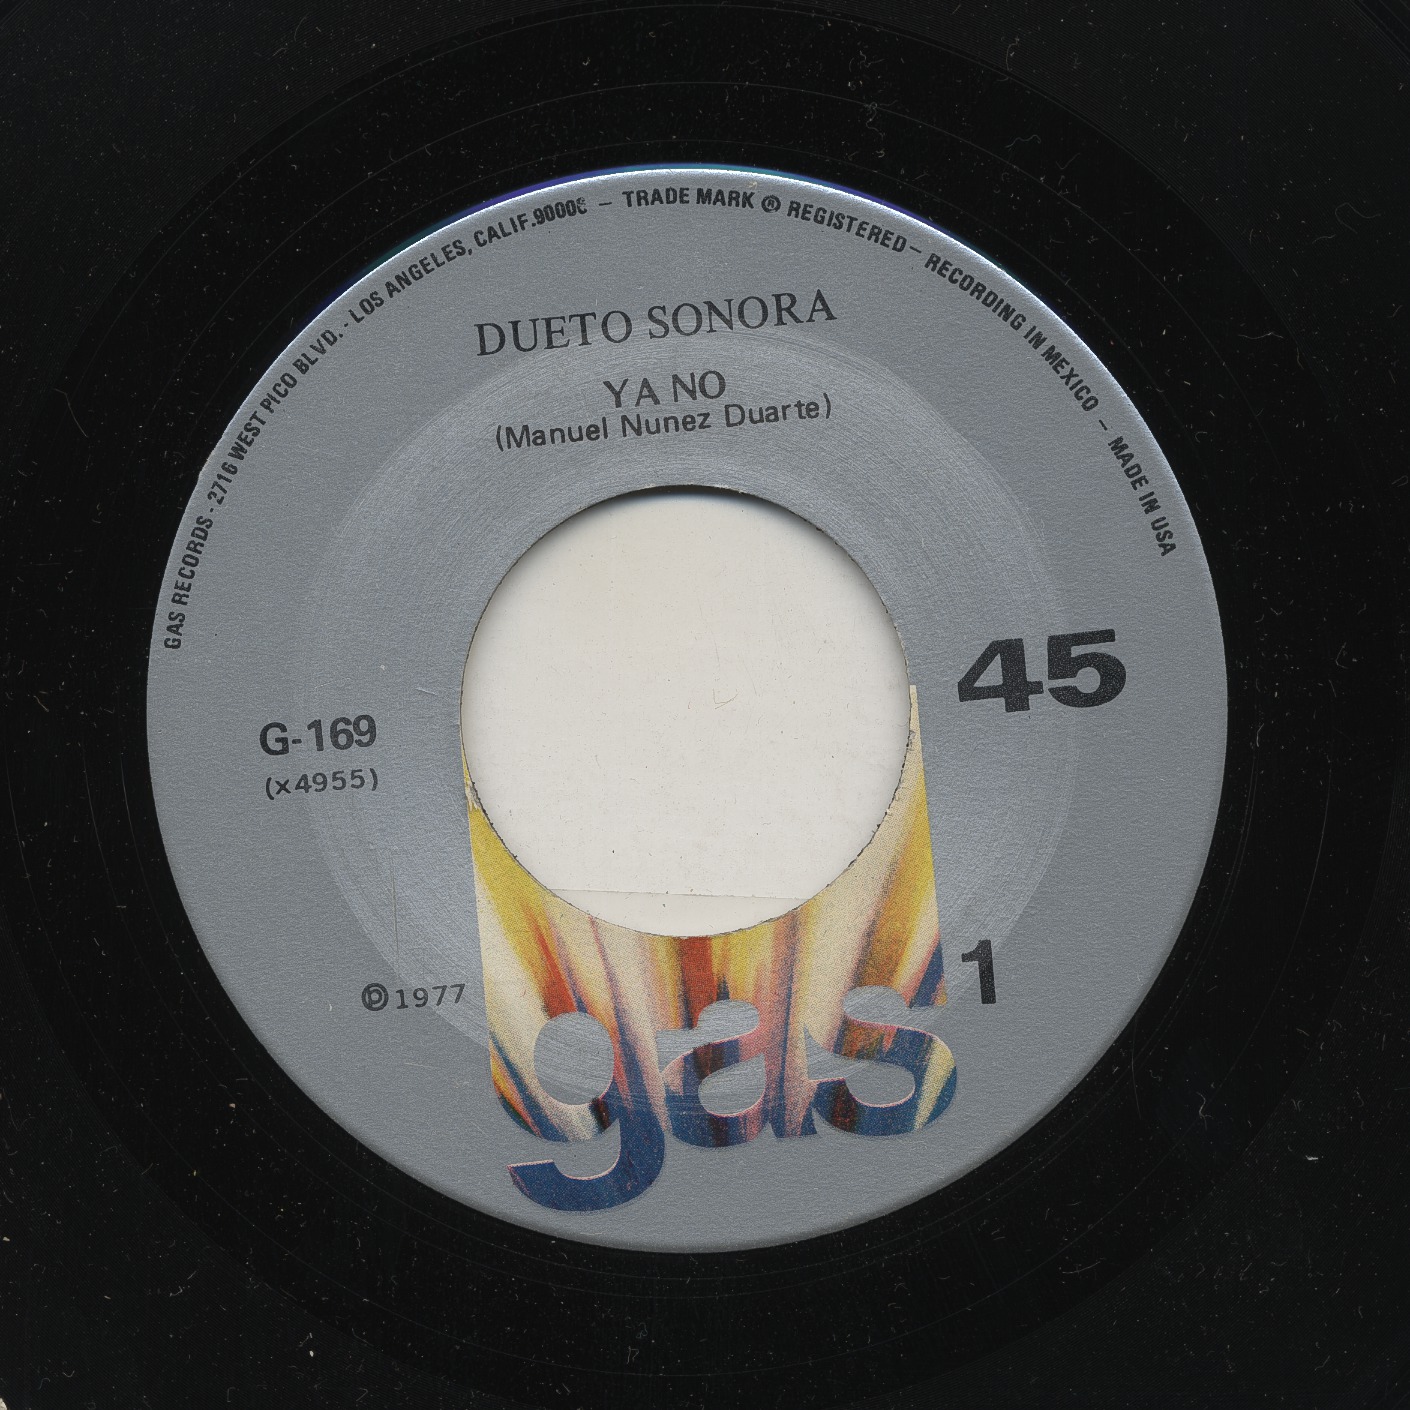 GAS RECORDS - 2716 WEST PICO BLVD. - LOS ANGELES, CALIF. 90006 — TRADE MARK ® REGISTERED — RECORDING IN MEXICO — MADE IN USA
DUETO SONORA
YA NO
(Manuel Nunez Duarte)
45
G-169
(x4955)
1
℗1977
gas